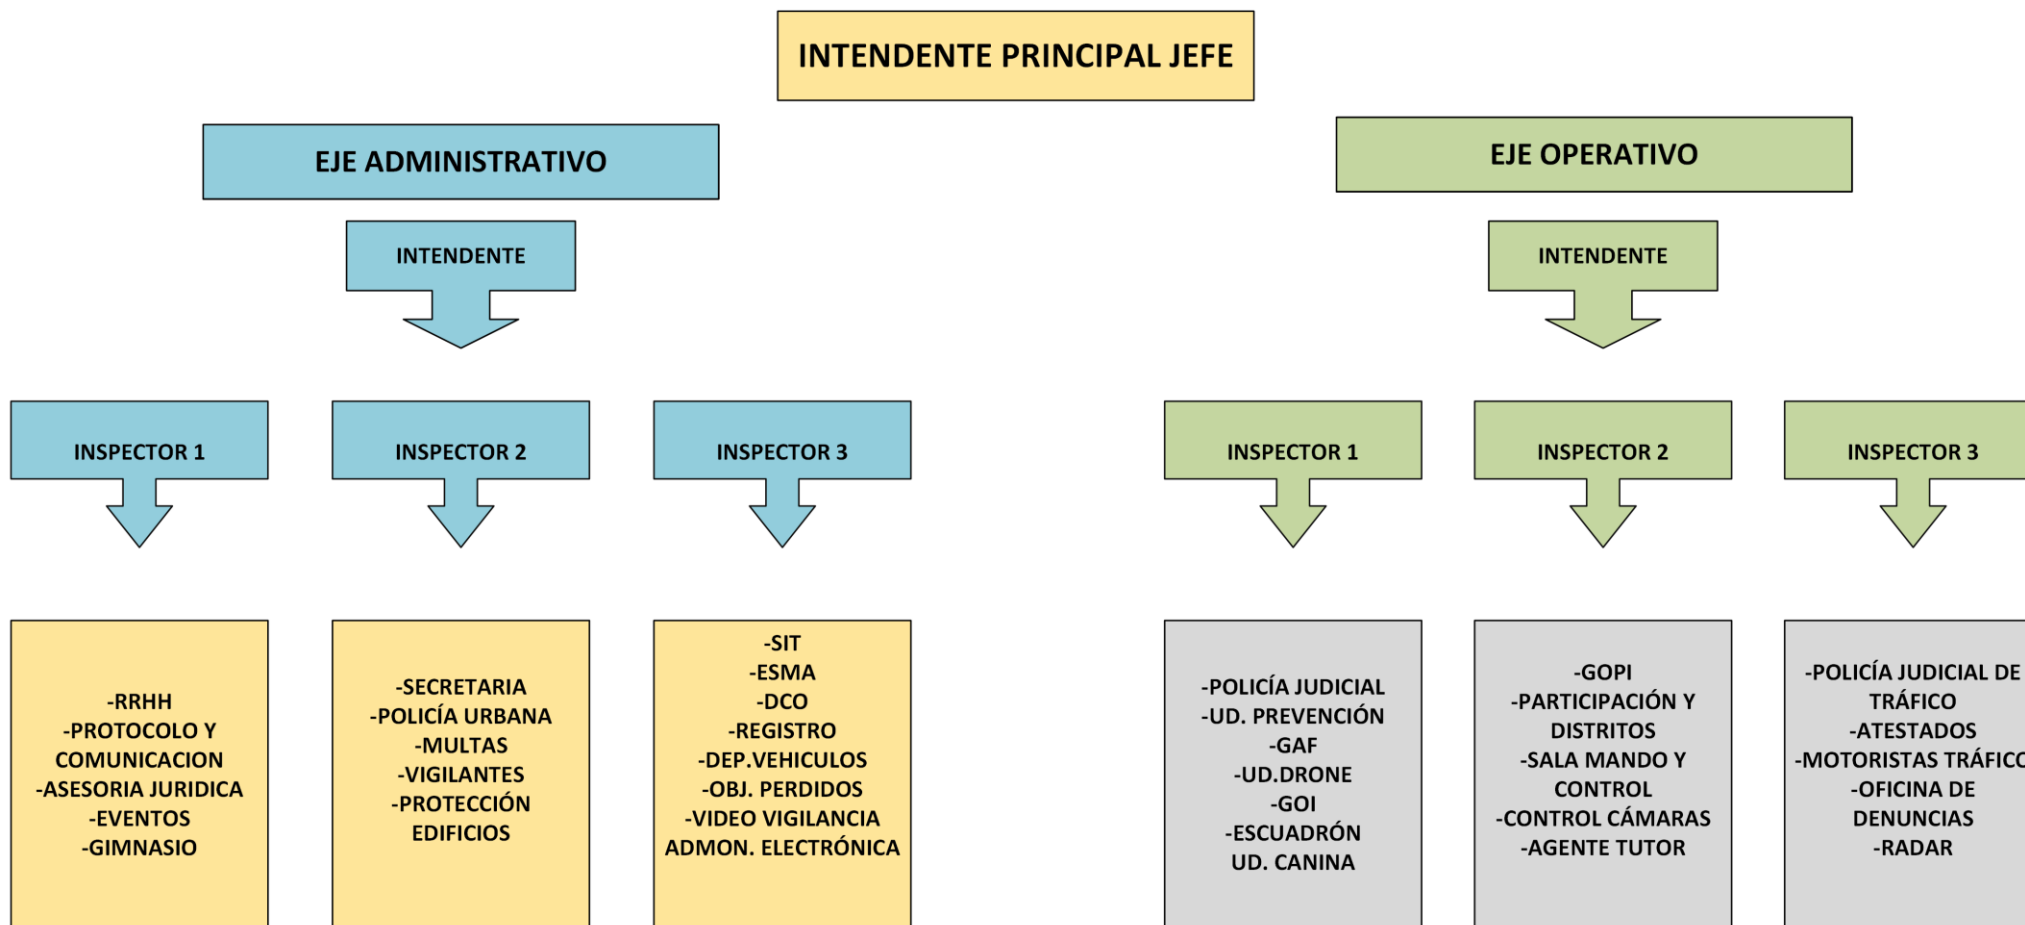 INTENDENTE PRINCIPAL JEFE
EJE ADMINISTRATIVO
EJE OPERATIVO
INTENDENTE
INTENDENTE
INSPECTOR 1
INSPECTOR 2
INSPECTOR 3
INSPECTOR 1
INSPECTOR 2
INSPECTOR 3
-RRHH
-PROTOCOLO Y
COMUNICACION
-ASESORIA JURIDICA
-EVENTOS
-GIMNASIO
-SECRETARIA
-POLICÍA URBANA
-MULTAS
-VIGILANTES
-PROTECCIÓN
EDIFICIOS
-SIT
-ESMA
-DCO
-REGISTRO
-DEP.VEHICULOS
-OBJ. PERDIDOS
-VIDEO VIGILANCIA
ADMON. ELECTRÓNICA
-POLICÍA JUDICIAL
-UD. PREVENCIÓN
-GAF
-UD.DRONE
-GOI
-ESCUADRÓN
UD. CANINA
-GOPI
-PARTICIPACIÓN Y
DISTRITOS
-SALA MANDO Y
CONTROL
-CONTROL CÁMARAS
-AGENTE TUTOR
-POLICÍA JUDICIAL DE
TRÁFICO
-ATESTADOS
-MOTORISTAS TRÁFICO
-OFICINA DE
DENUNCIAS
-RADAR